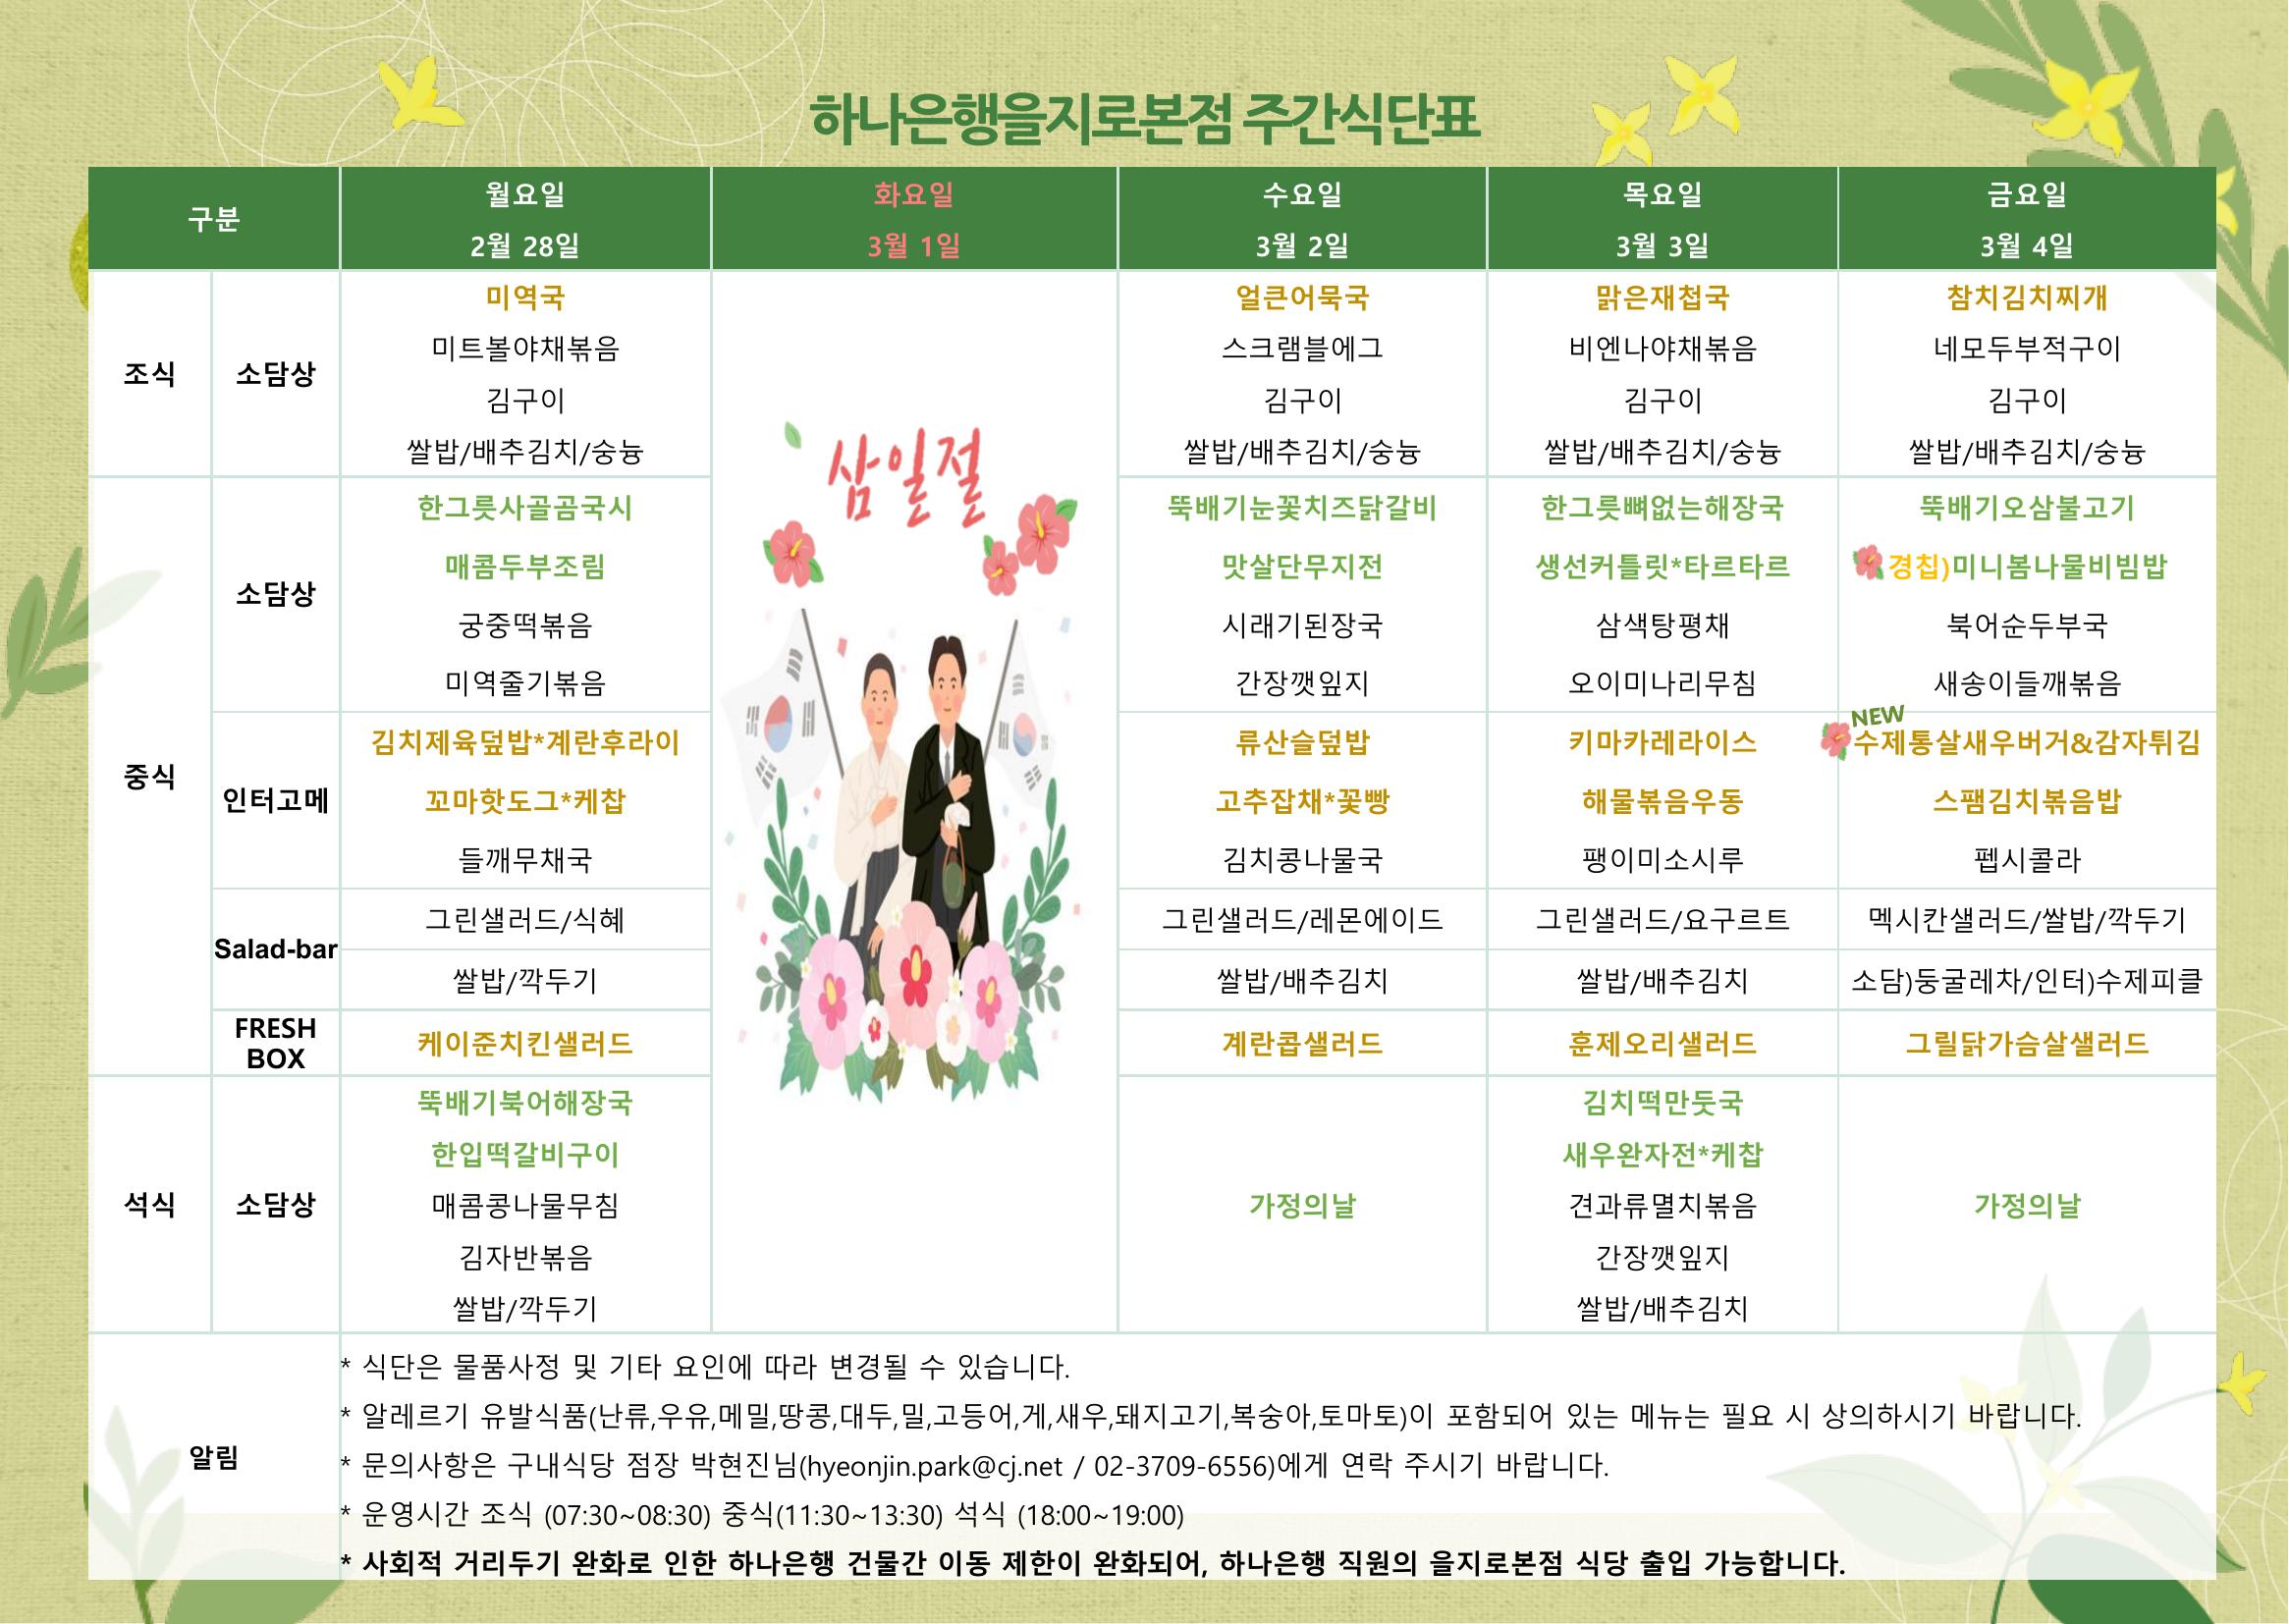 하나은행을지로본점 주간식단표
구분
월요일
2월 28일
화요일
3월 1일
수요일
3월 2일
목요일
3월 3일
금요일
3월 4일
조식
소담상
미역국
미트볼야채볶음
김구이
쌀밥/배추김치/숭늉
얼큰어묵국
스크램블에그
김구이
쌀밥/배추김치/숭늉
맑은재첩국
비엔나야채볶음
김구이
쌀밥/배추김치/숭늉
참치김치찌개
네모두부적구이
김구이
쌀밥/배추김치/숭늉
삼일절
중식
소담상
한그릇사골곰국시
매콤두부조림
궁중떡볶음
미역줄기볶음
뚝배기눈꽃치즈닭갈비
맛살단무지전
시래기된장국
간장깻잎지
한그릇뼈없는해장국
생선커틀릿*타르타르
삼색탕평채
오이미나리무침
뚝배기오삼불고기
경칩)미니봄나물비빔밥
북어순두부국
새송이들깨볶음
인터고메
김치제육덮밥*계란후라이
꼬마핫도그*케찹
들깨무채국
류산슬덮밥
고추잡채*꽃빵
김치콩나물국
키마카레라이스
해물볶음우동
팽이미소시루
NEW
수제통살새우버거&감자튀김
스팸김치볶음밥
펩시콜라
Salad-bar
그린샐러드/식혜
쌀밥/깍두기
그린샐러드/레몬에이드
쌀밥/배추김치
그린샐러드/요구르트
쌀밥/배추김치
멕시칸샐러드/쌀밥/깍두기
소담)둥굴레차/인터)수제피클
FRESH
BOX
케이준치킨샐러드
계란콥샐러드
훈제오리샐러드
그릴닭가슴살샐러드
석식
소담상
뚝배기북어해장국
한입떡갈비구이
매콤콩나물무침
김자반볶음
쌀밥/깍두기
가정의날
김치떡만둣국
새우완자전*케찹
견과류멸치볶음
간장깻잎지
쌀밥/배추김치
가정의날
알림
* 식단은 물품사정 및 기타 요인에 따라 변경될 수 있습니다.
* 알레르기 유발식품(난류,우유,메밀,땅콩,대두,밀,고등어,게,새우,돼지고기,복숭아,토마토)이 포함되어 있는 메뉴는 필요 시 상의하시기 바랍니다.
* 문의사항은 구내식당 점장 박현진님(hyeonjin.park@cj.net / 02-3709-6556)에게 연락 주시기 바랍니다.
* 운영시간 조식 (07:30~08:30) 중식(11:30~13:30) 석식 (18:00~19:00)
* 사회적 거리두기 완화로 인한 하나은행 건물간 이동 제한이 완화되어, 하나은행 직원의 을지로본점 식당 출입 가능합니다.